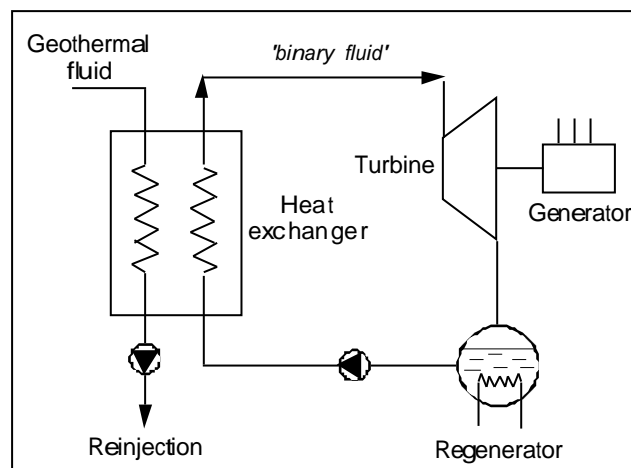 Geothermal
fluid
'binary fluid'
Turbine
Generator
Heat
exchanger
Reinjection
Regenerator